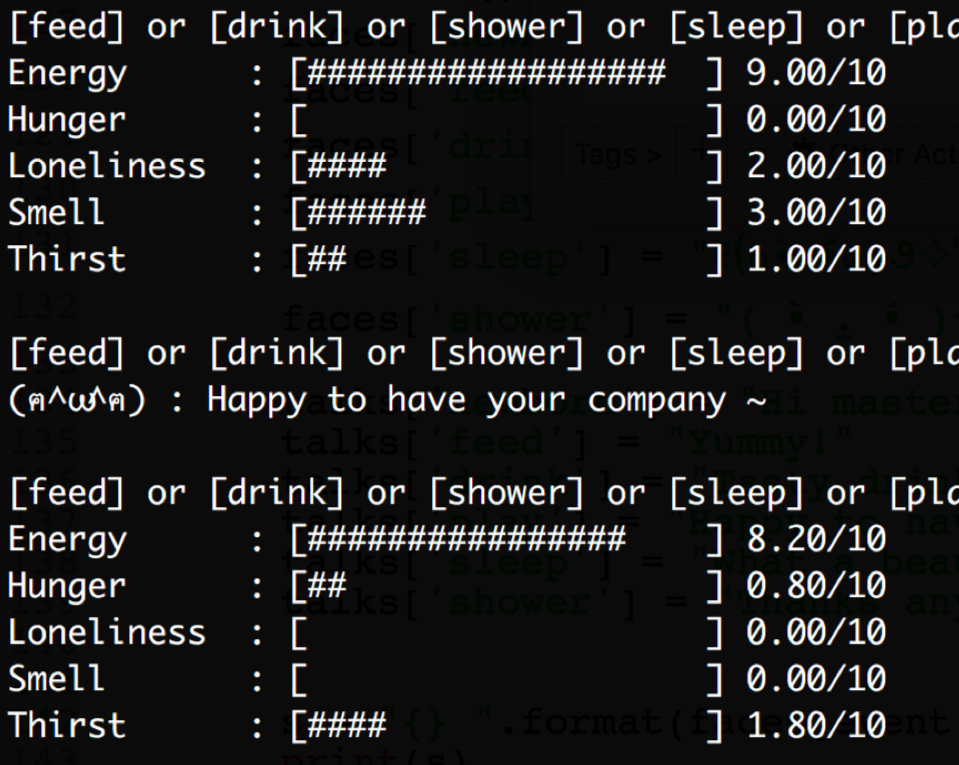 [feed] or [drink] or [shower] or [sleep] or [pla
Energy      : [##################  ] 9.00/10
Hunger      : [                    ] 0.00/10
Loneliness  : [####                ] 2.00/10
Smell       : [######              ] 3.00/10
Thirst      : [##                  ] 1.00/10
[feed] or [drink] or [shower] or [sleep] or [pla
(ฅ^ω^ฅ) : Happy to have your company ~
[feed] or [drink] or [shower] or [sleep] or [pla
Energy      : [################    ] 8.20/10
Hunger      : [##                  ] 0.80/10
Loneliness  : [                    ] 0.00/10
Smell       : [                    ] 0.00/10
Thirst      : [####                ] 1.80/10